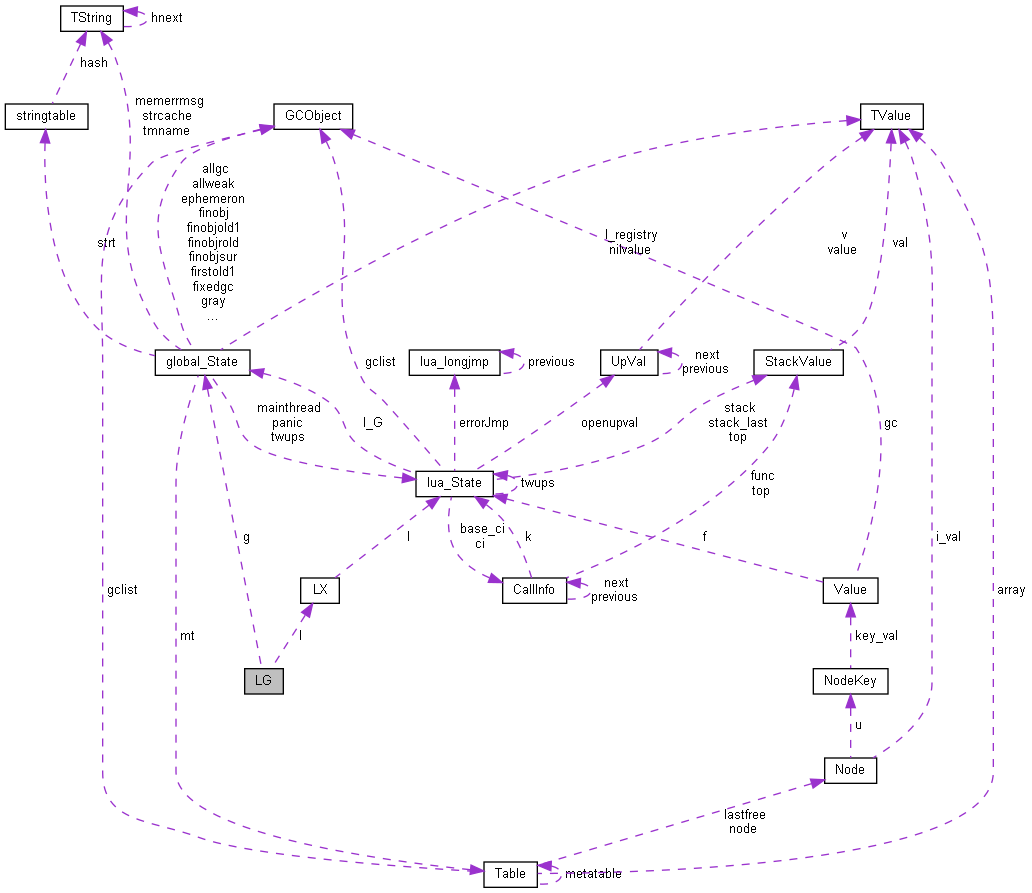 TString
hnext
hash
memerrmsg
strcache
tmname
stringtable
GCObject
TValue
allgc
allweak
ephemeron
finobj
finobjold1
finobjrold
finobjsur
firstold1
fixedgc
gray
...
strt
l_registry
nilvalue
v
value
val
global_State
gclist
lua_longjmp
previous
UpVal
next
previous
StackValue
mainthread
panic
twups
l_G
errorJmp
openupval
stack
stack_last
top
gc
lua_State
twups
func
top
g
l
base_ci
ci
k
f
i_val
LX
CallInfo
next
previous
Value
gclist
array
mt
l
key_val
LG
NodeKey
u
Node
lastfree
node
Table
metatable